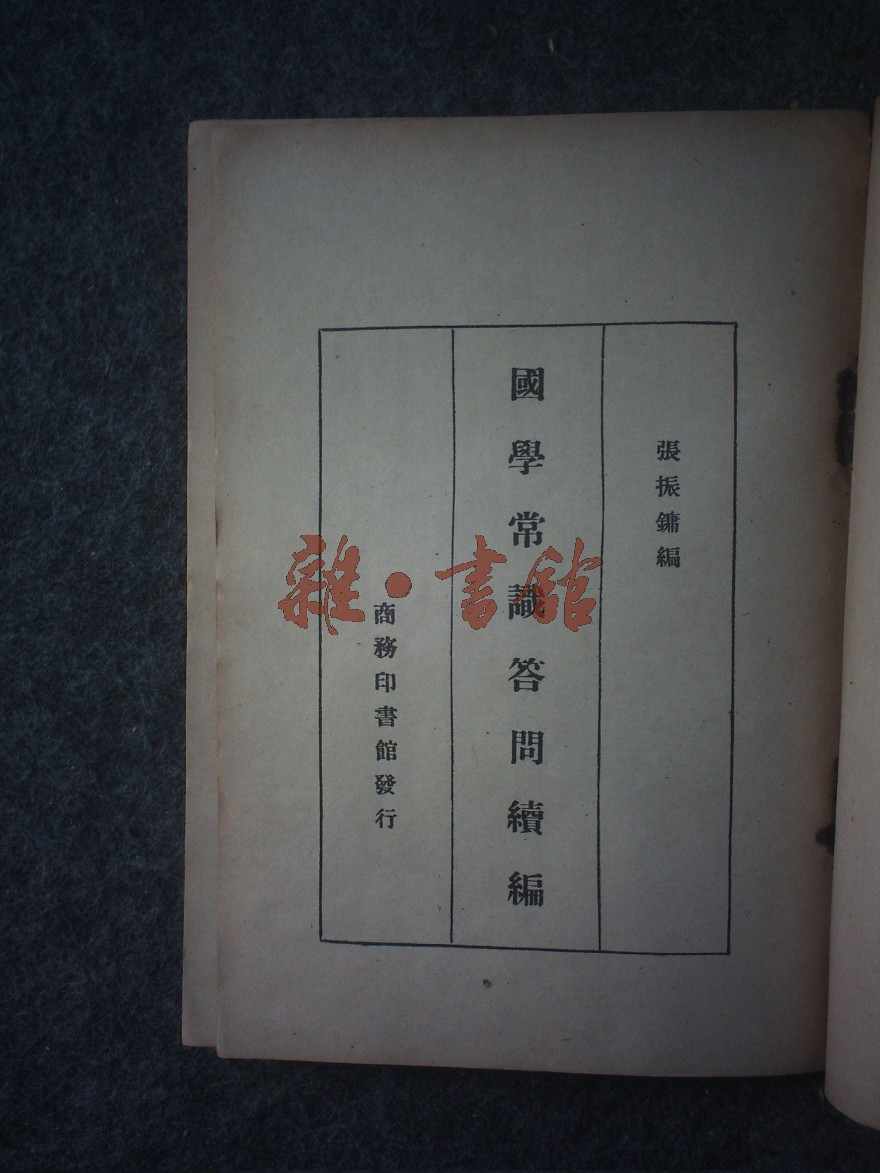 張振鏞編
國學常識答問續編
商務印書館發行
雜·書館